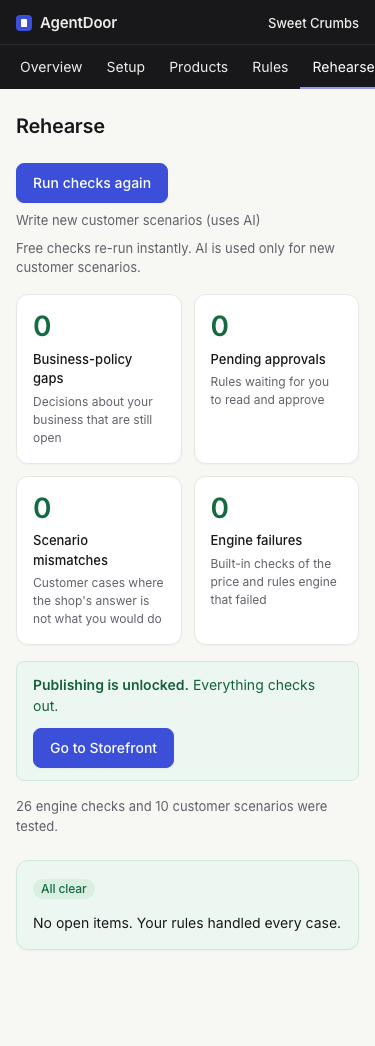 AgentDoor
Sweet Crumbs
Overview Setup Products Rules Rehearse
Rehearse
Run checks again
Write new customer scenarios (uses AI)
Free checks re-run instantly. AI is used only for new
customer scenarios.
0
Business-policy
gaps
Decisions about your
business that are still
open
0
Pending approvals
Rules waiting for you
to read and approve
0
Scenario
mismatches
Customer cases where
the shop's answer is
not what you would do
0
Engine failures
Built-in checks of the
price and rules engine
that failed
Publishing is unlocked. Everything checks
out.
Go to Storefront
26 engine checks and 10 customer scenarios were
tested.
All clear
No open items. Your rules handled every case.